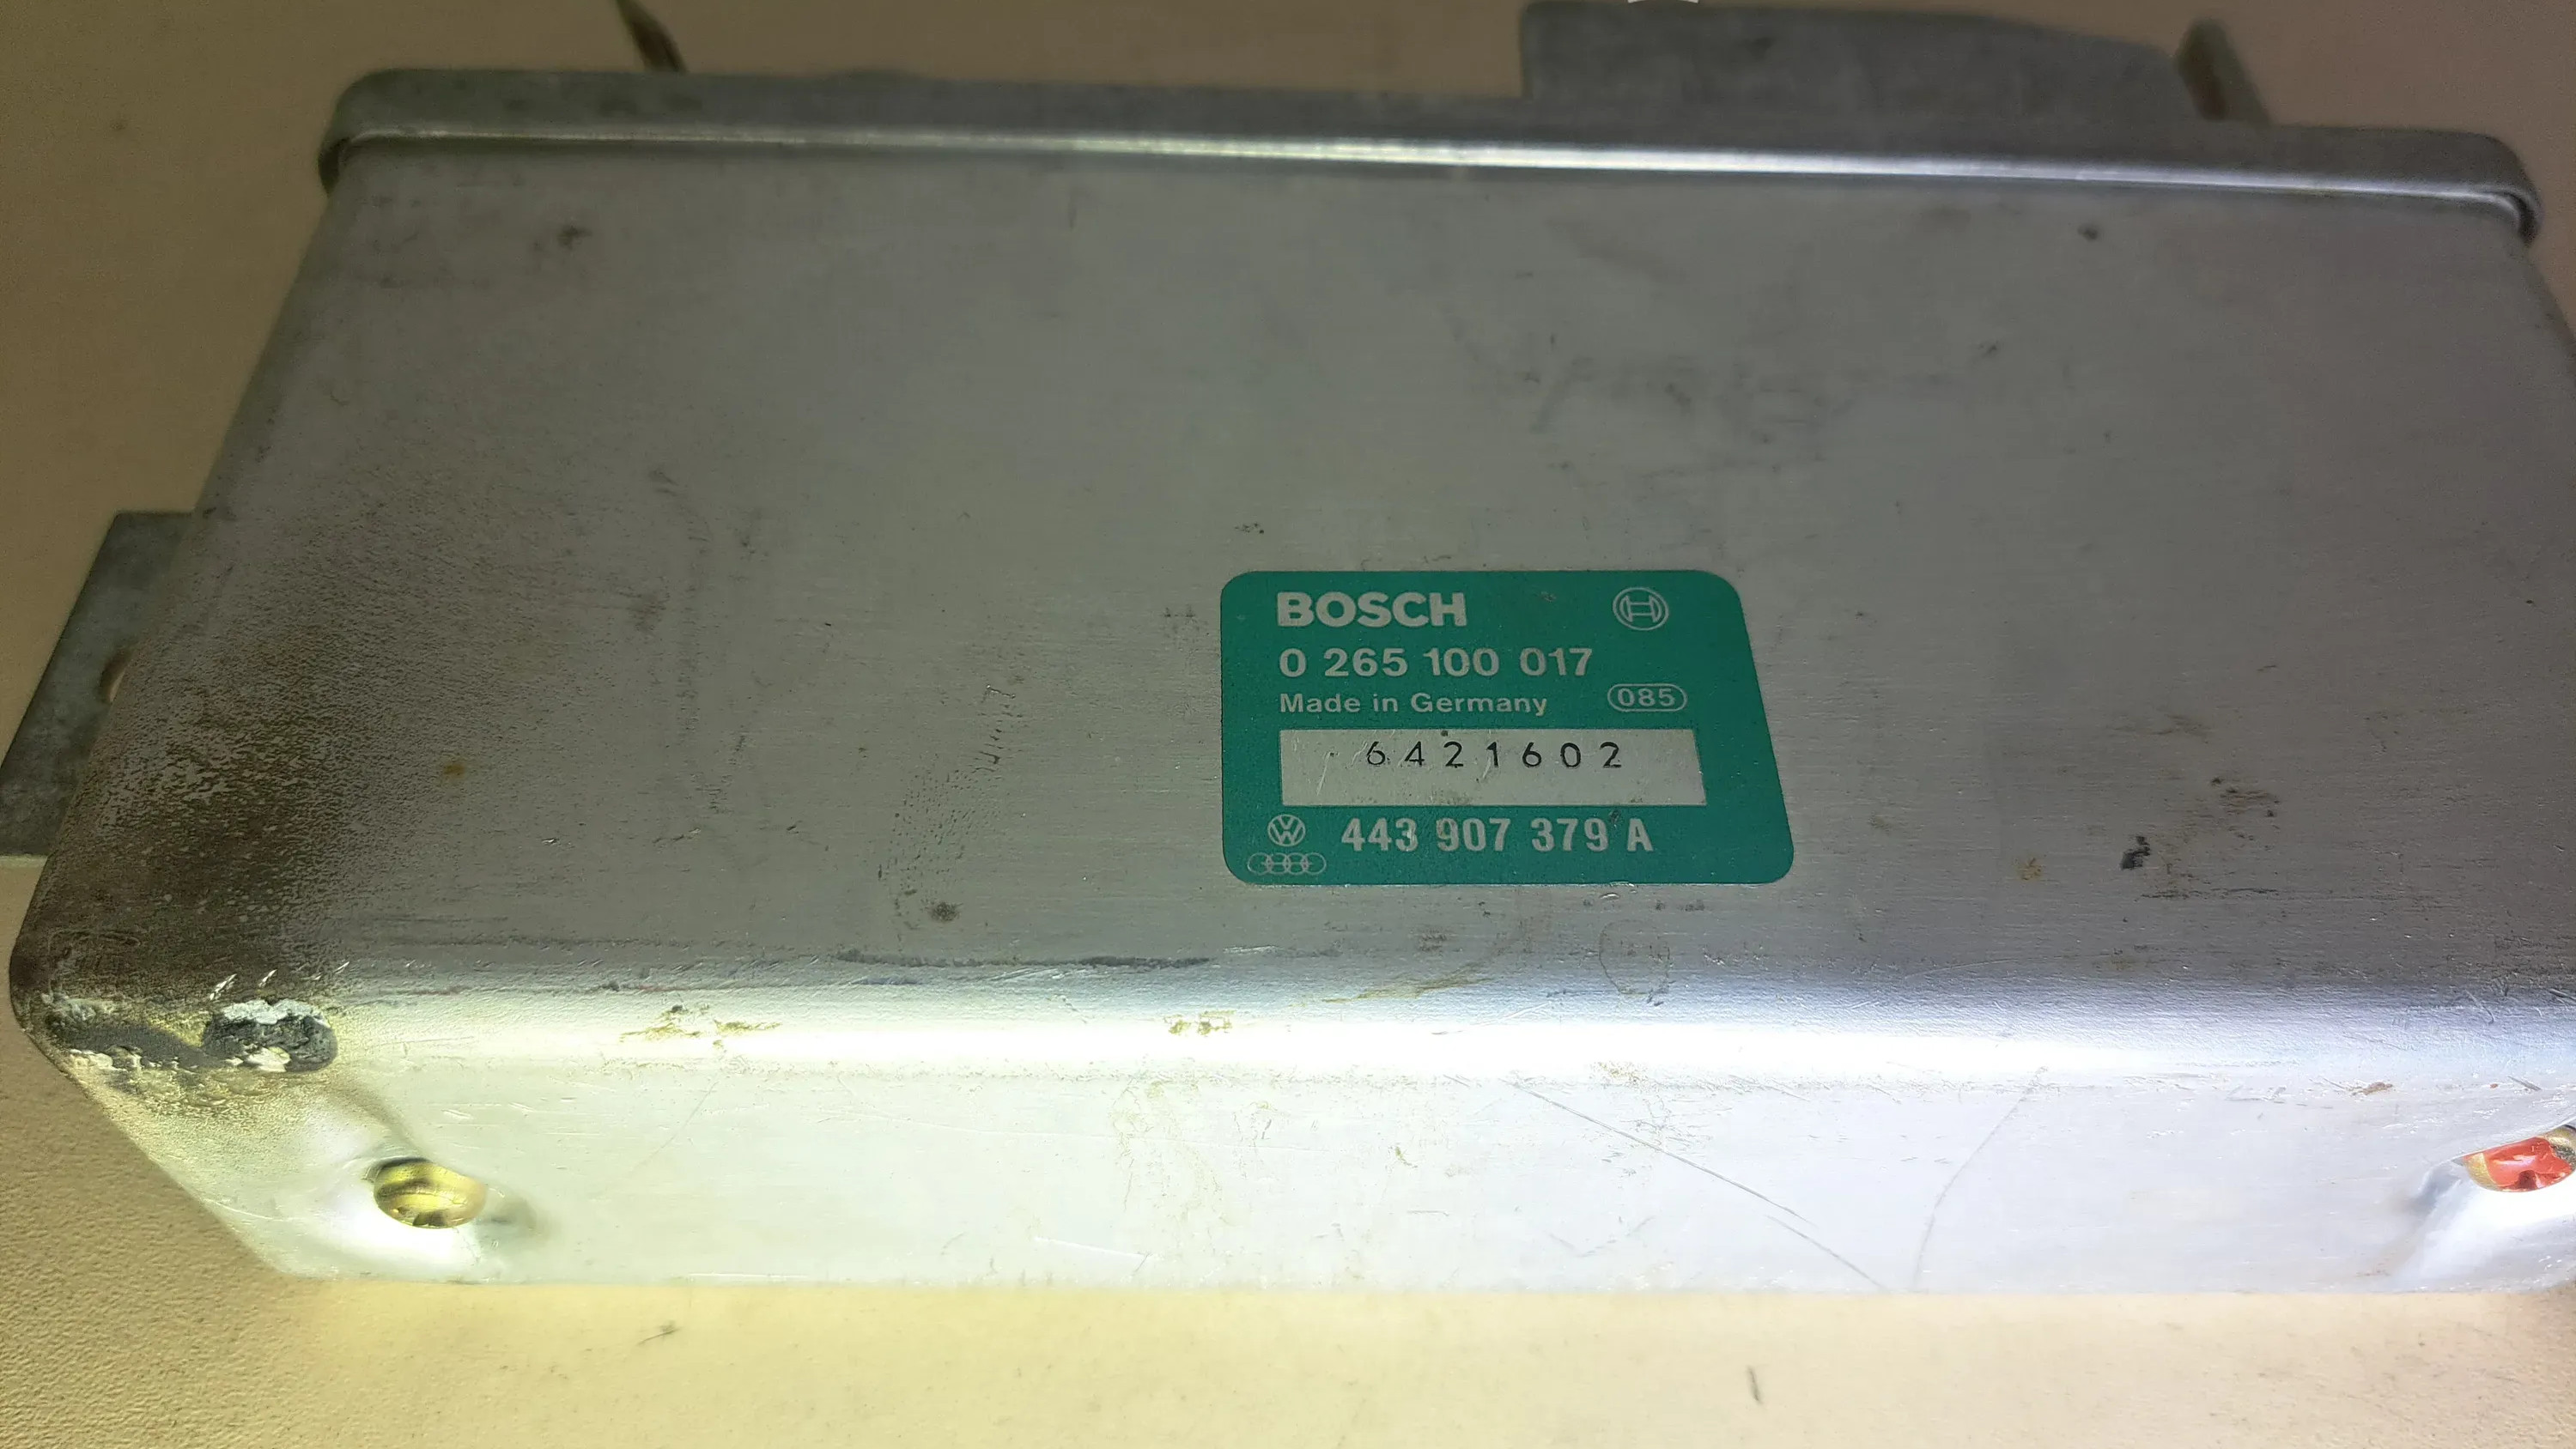 BOSCH
0 265 100 017
Made in Germany 085
6421602
443 907 379 A